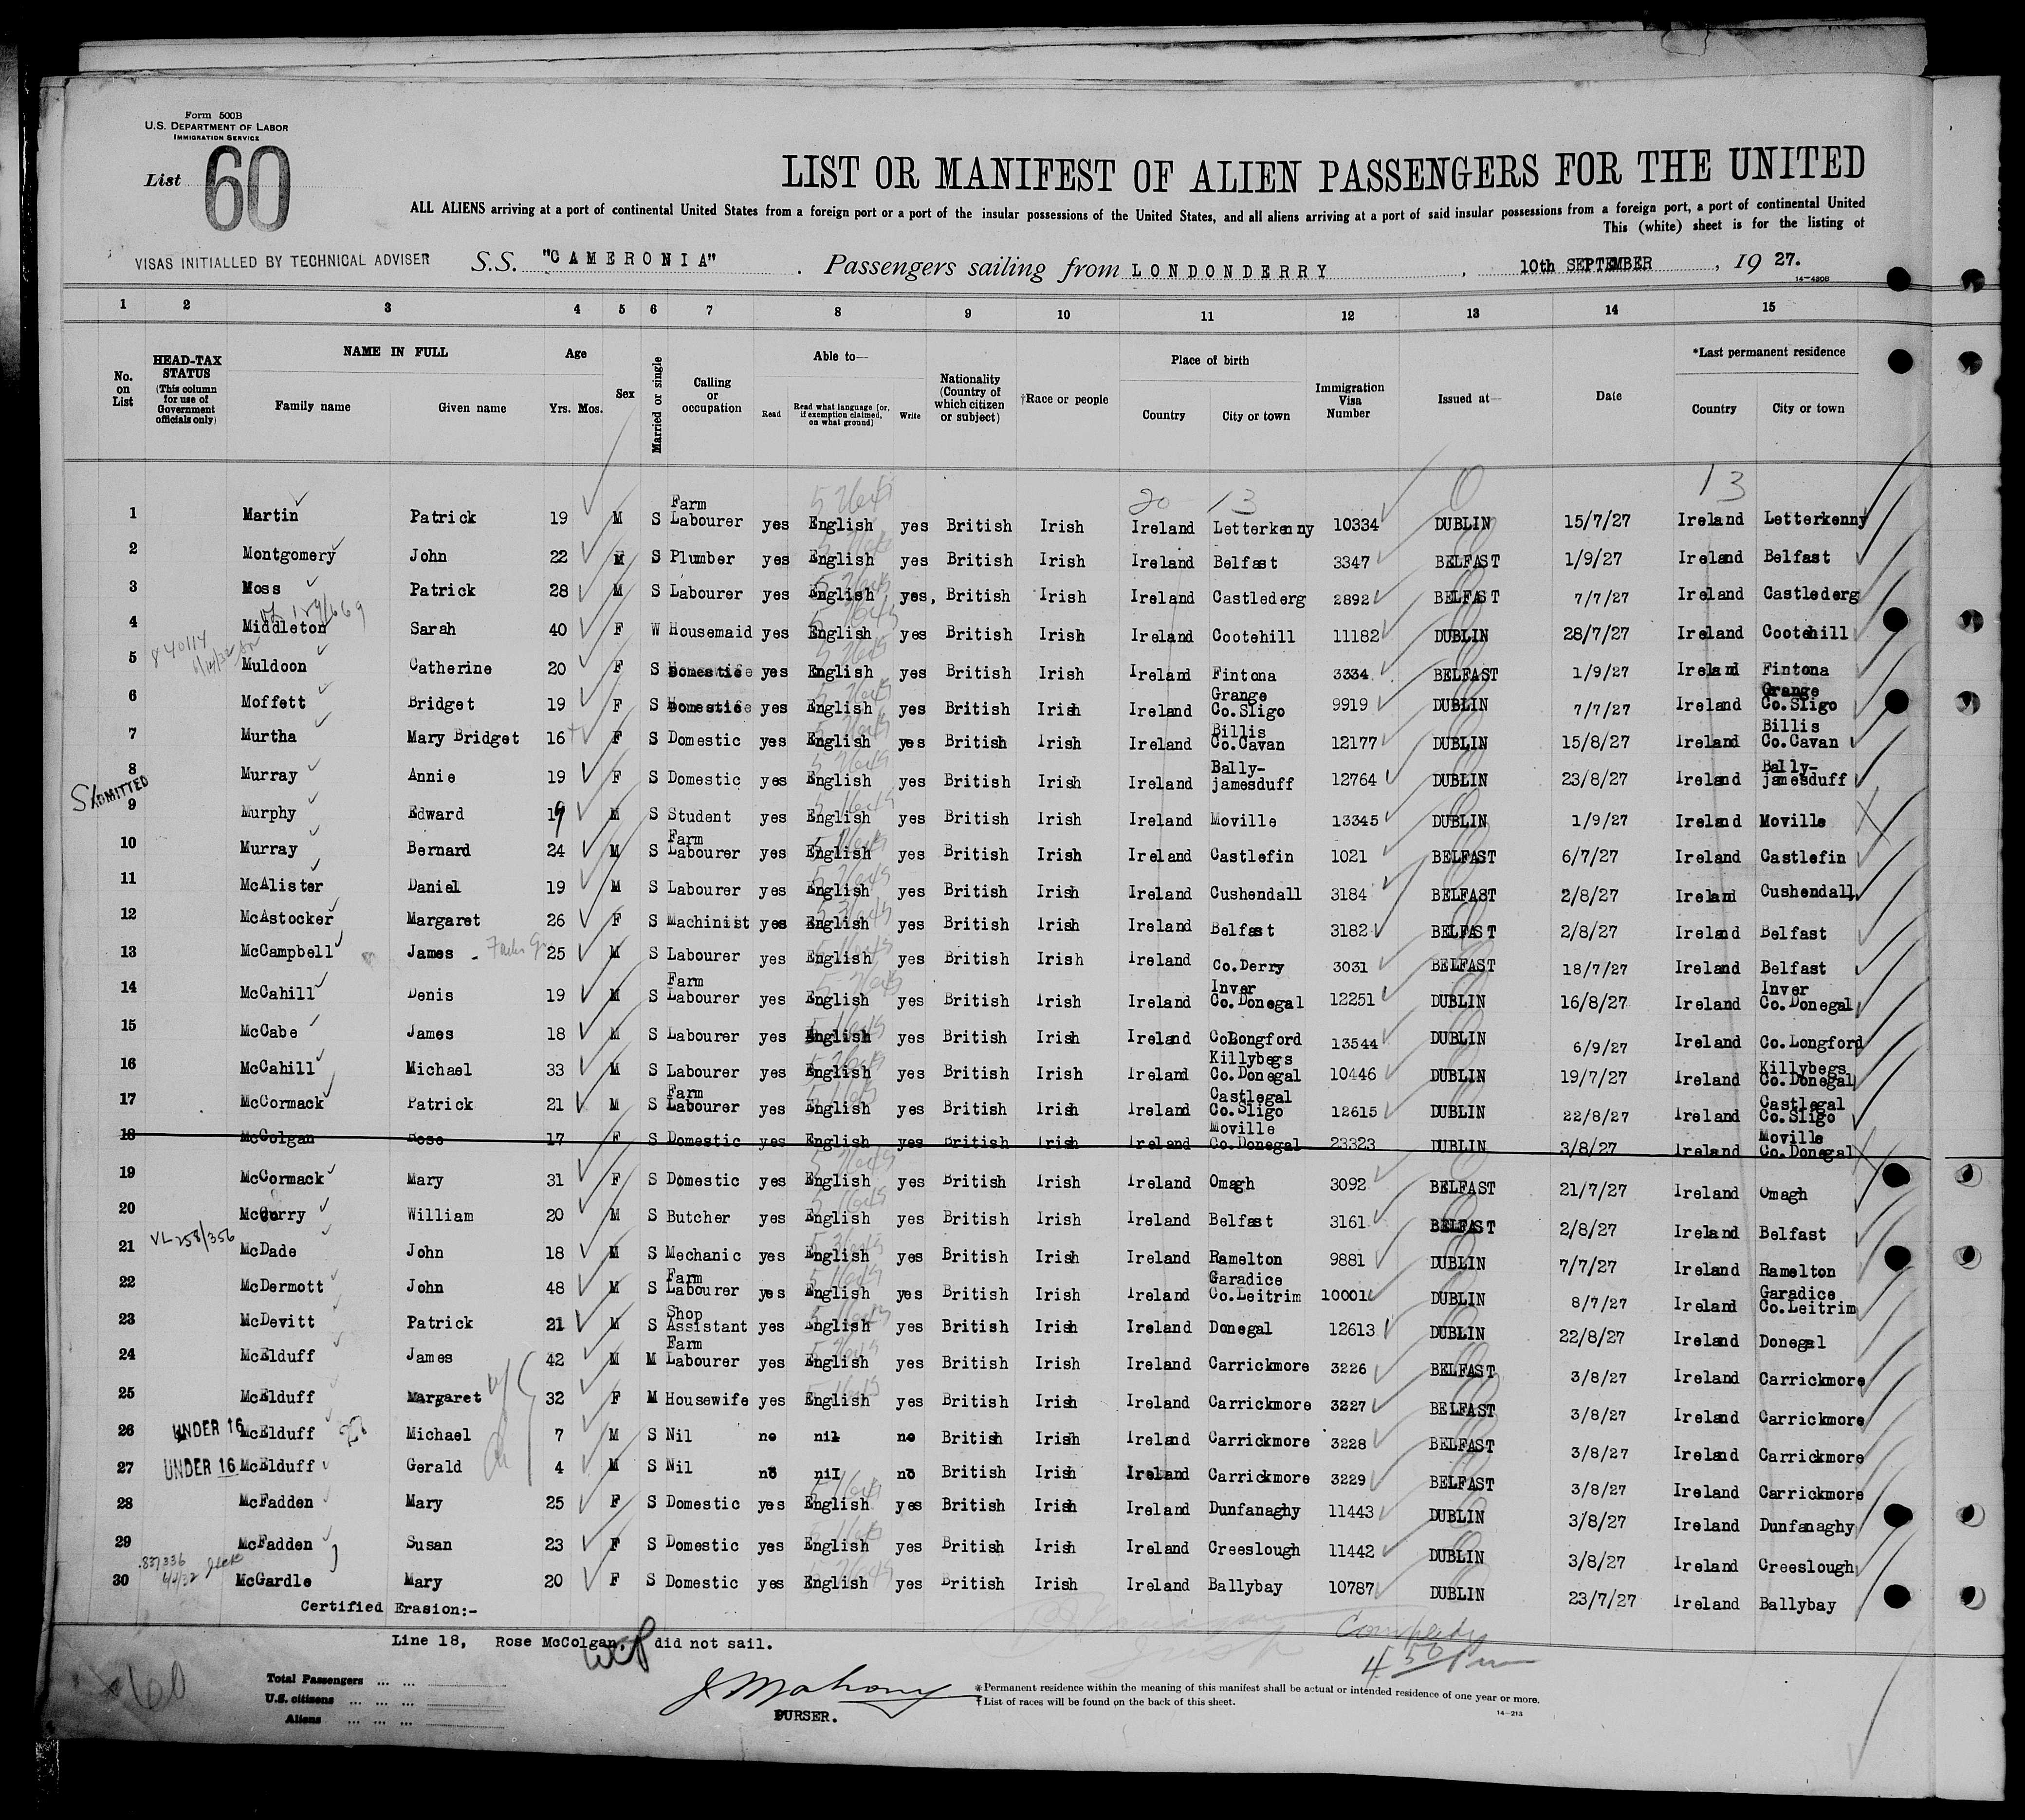 Form 500B
U.S. DEPARTMENT OF LABOR
IMMIGRATION SERVICE
List 60
LIST OR MANIFEST OF ALIEN PASSENGERS FOR THE UNITED
ALL ALIENS arriving at a port of continental United States from a foreign port or a port of the insular possessions of the United States, and all aliens arriving at a port of said insular possessions from a foreign port, a port of continental United
This (white) sheet is for the listing of
VISAS INITIALLED BY TECHNICAL ADVISER
S.S. "CAMERONIA" . Passengers sailing from LONDONDERRY , 10th SEPTEMBER , 19 27.
14-430B
1 2 3 4 5 6 7 8 9 10 11 12 13 14 15
No. on List
HEAD-TAX STATUS (This column for use of Government officials only)
NAME IN FULL
Family name Given name
Age
Yrs. Mos.
Sex
Married or single
Calling or occupation
Able to—
Read Read what language [or, if exemption claimed, on what ground] Write
Nationality (Country of which citizen or subject)
†Race or people
Place of birth
Country City or town
Immigration Visa Number
Issued at—
Date
*Last permanent residence
Country City or town
20 13 13
1 Martin Patrick 19 M S Farm Labourer yes English yes British Irish Ireland Letterkenny 10334 DUBLIN 15/7/27 Ireland Letterkenny
2 Montgomery John 22 M S Plumber yes English yes British Irish Ireland Belfast 3347 BELFAST 1/9/27 Ireland Belfast
3 Moss Patrick 28 M S Labourer yes English yes, British Irish Ireland Castlederg 2892 BELFAST 7/7/27 Ireland Castlederg
4 Middleton Sarah 40 F W Housemaid yes English yes British Irish Ireland Cootehill 11182 DUBLIN 28/7/27 Ireland Cootehill
5 Muldoon Catherine 20 F S Domestic yes English yes British Irish Ireland Fintona 3334 BELFAST 1/9/27 Ireland Fintona
6 Moffett Bridget 19 F S Domestic yes English yes British Irish Ireland Grange Co.Sligo 9919 DUBLIN 7/7/27 Ireland Grange Co.Sligo
7 Murtha Mary Bridget 16 F S Domestic yes English yes British Irish Ireland Billis Co.Cavan 12177 DUBLIN 15/8/27 Ireland Billis Co.Cavan
8 Murray Annie 19 F S Domestic yes English yes British Irish Ireland Bally-jamesduff 12764 DUBLIN 23/8/27 Ireland Bally-jamesduff
ADMITTED
9 Murphy Edward 19 M S Student yes English yes British Irish Ireland Moville 13345 DUBLIN 1/9/27 Ireland Moville
10 Murray Bernard 24 M S Farm Labourer yes English yes British Irish Ireland Castlefin 1021 BELFAST 6/7/27 Ireland Castlefin
11 McAlister Daniel 19 M S Labourer yes English yes British Irish Ireland Cushendall 3184 BELFAST 2/8/27 Ireland Cushendall
12 McAstocker Margaret 26 F S Machinist yes English yes British Irish Ireland Belfast 3182 BELFAST 2/8/27 Ireland Belfast
13 McCampbell James 25 M S Labourer yes English yes British Irish Ireland Co.Derry 3031 BELFAST 18/7/27 Ireland Belfast
14 McCahill Denis 19 M S Farm Labourer yes English yes British Irish Ireland Inver Co.Donegal 12251 DUBLIN 16/8/27 Ireland Inver Co.Donegal
15 McCabe James 18 M S Labourer yes English yes British Irish Ireland Co.Longford 13544 DUBLIN 6/9/27 Ireland Co.Longford
16 McCahill Michael 33 M S Labourer yes English yes British Irish Ireland Killybegs Co.Donegal 10446 DUBLIN 19/7/27 Ireland Killybegs Co.Donegal
17 McCormack Patrick 21 M S Farm Labourer yes English yes British Irish Ireland Castlegal Co.Sligo 12615 DUBLIN 22/8/27 Ireland Castlegal Co.Sligo
18 McColgan Rose 17 F S Domestic yes English yes British Irish Ireland Moville Co.Donegal 23323 DUBLIN 3/8/27 Ireland Moville Co.Donegal
19 McCormack Mary 31 F S Domestic yes English yes British Irish Ireland Omagh 3092 BELFAST 21/7/27 Ireland Omagh
20 McGurry William 20 M S Butcher yes English yes British Irish Ireland Belfast 3161 BELFAST 2/8/27 Ireland Belfast
VL 258/356
21 McDade John 18 M S Mechanic yes English yes British Irish Ireland Ramelton 9881 DUBLIN 7/7/27 Ireland Ramelton
22 McDermott John 48 M S Farm Labourer yes English yes British Irish Ireland Garadice Co.Leitrim 10001 DUBLIN 8/7/27 Ireland Garadice Co.Leitrim
23 McDevitt Patrick 21 M S Shop Assistant yes English yes British Irish Ireland Donegal 12613 DUBLIN 22/8/27 Ireland Donegal
24 McElduff James 42 M M Farm Labourer yes English yes British Irish Ireland Carrickmore 3226 BELFAST 3/8/27 Ireland Carrickmore
25 McElduff Margaret 32 F M Housewife yes English yes British Irish Ireland Carrickmore 3227 BELFAST 3/8/27 Ireland Carrickmore
26 UNDER 16 McElduff Michael 7 M S Nil no nil no British Irish Ireland Carrickmore 3228 BELFAST 3/8/27 Ireland Carrickmore
27 UNDER 16 McElduff Gerald 4 M S Nil no nil no British Irish Ireland Carrickmore 3229 BELFAST 3/8/27 Ireland Carrickmore
28 McFadden Mary 25 F S Domestic yes English yes British Irish Ireland Dunfanaghy 11443 DUBLIN 3/8/27 Ireland Dunfanaghy
29 McFadden Susan 23 F S Domestic yes English yes British Irish Ireland Creeslough 11442 DUBLIN 3/8/27 Ireland Creeslough
30 McGardle Mary 20 F S Domestic yes English yes British Irish Ireland Ballybay 10787 DUBLIN 23/7/27 Ireland Ballybay
Certified Erasion:-
Line 18, Rose McColgan, did not sail.
60
Total Passengers ... ...
U.S. citizens ... ... ...
Aliens ... ... ...
J Mahony
PURSER.
*Permanent residence within the meaning of this manifest shall be actual or intended residence of one year or more.
†List of races will be found on the back of this sheet.
14-213